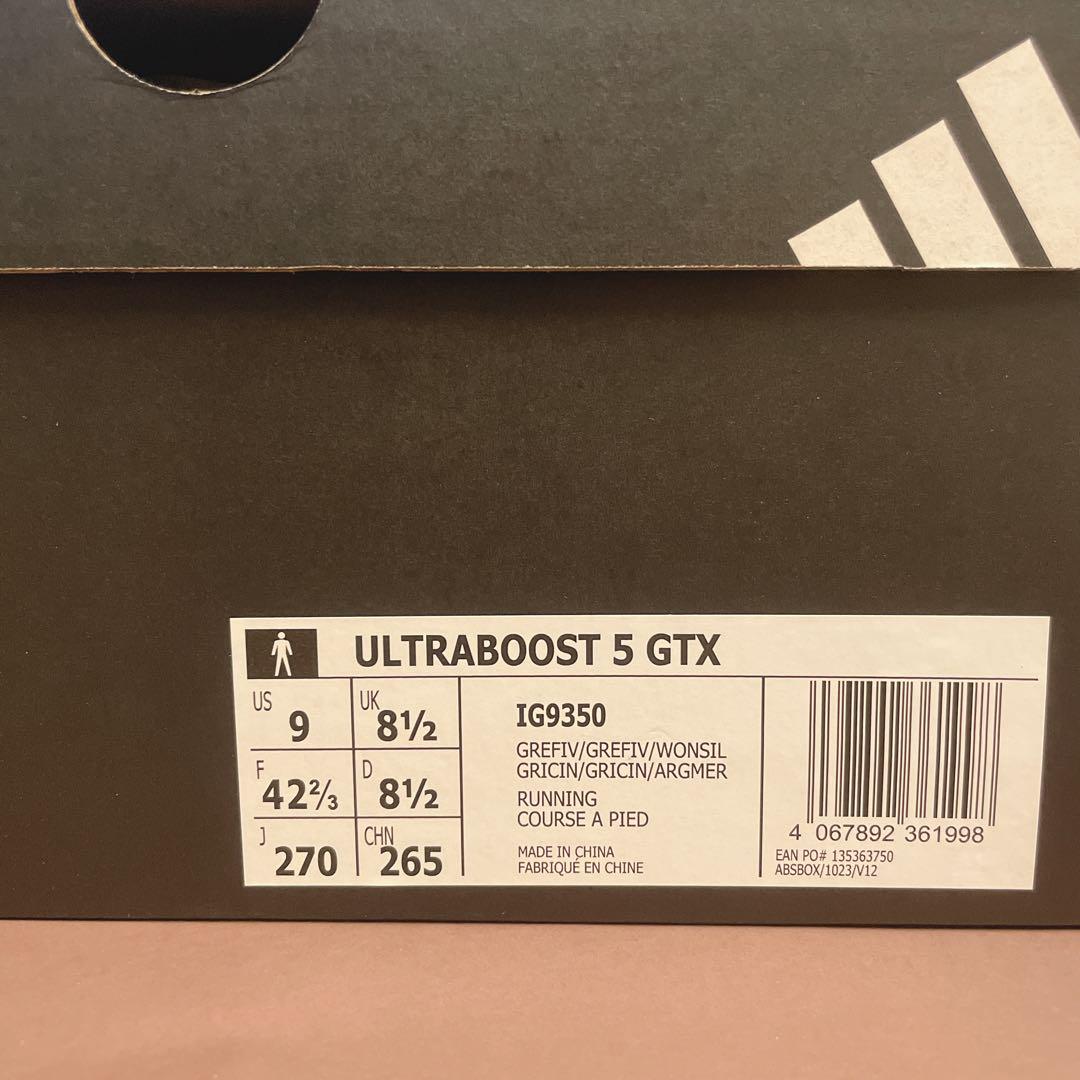 ULTRABOOST 5 GTX
US 9 UK 8½
F 42⅔ D 8½
J 270 CHN 265
IG9350
GREFIV/GREFIV/WONSIL
GRICIN/GRICIN/ARGMER
RUNNING
COURSE A PIED
MADE IN CHINA
FABRIQUÉ EN CHINE
4 067892 361998
EAN PO# 135363750
ABSBOX/1023/V12